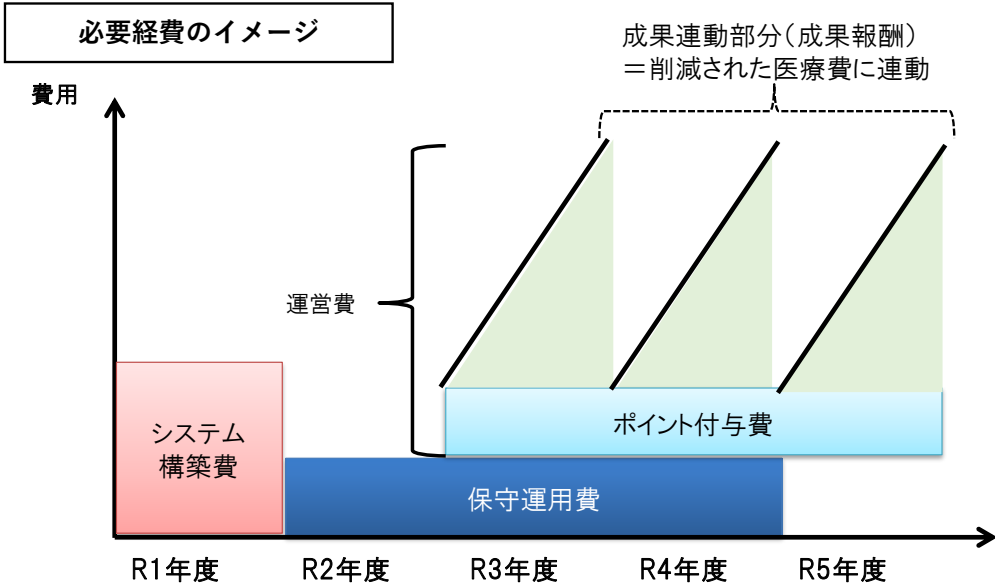 必要経費のイメージ
成果連動部分(成果報酬)
=削減された医療費に連動
費用
運営費
システム
構築費
ポイント付与費
保守運用費
R1年度
R2年度
R3年度
R4年度
R5年度